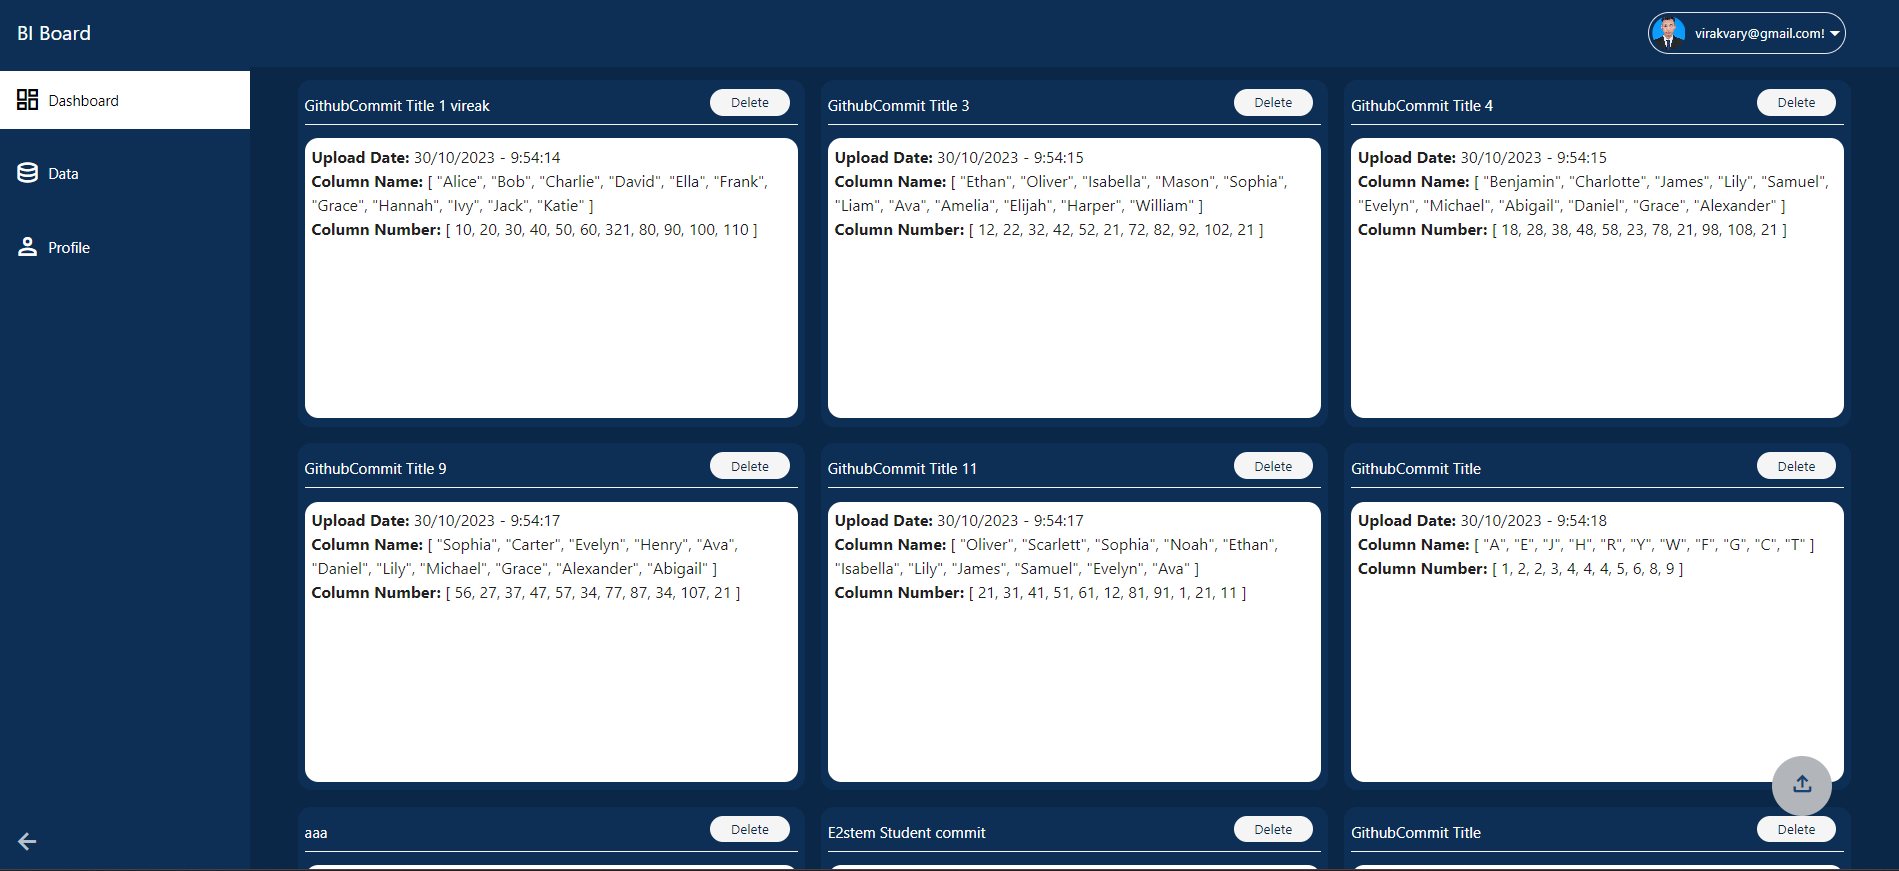 BI Board
virakvary@gmail.com!
Dashboard
Data
Profile
GithubCommit Title 1 vireak
Delete
Upload Date: 30/10/2023 - 9:54:14
Column Name: [ "Alice", "Bob", "Charlie", "David", "Ella", "Frank",
"Grace", "Hannah", "Ivy", "Jack", "Katie" ]
Column Number: [ 10, 20, 30, 40, 50, 60, 321, 80, 90, 100, 110 ]
GithubCommit Title 3
Delete
Upload Date: 30/10/2023 - 9:54:15
Column Name: [ "Ethan", "Oliver", "Isabella", "Mason", "Sophia",
"Liam", "Ava", "Amelia", "Elijah", "Harper", "William" ]
Column Number: [ 12, 22, 32, 42, 52, 21, 72, 82, 92, 102, 21 ]
GithubCommit Title 4
Delete
Upload Date: 30/10/2023 - 9:54:15
Column Name: [ "Benjamin", "Charlotte", "James", "Lily", "Samuel",
"Evelyn", "Michael", "Abigail", "Daniel", "Grace", "Alexander" ]
Column Number: [ 18, 28, 38, 48, 58, 23, 78, 21, 98, 108, 21 ]
GithubCommit Title 9
Delete
Upload Date: 30/10/2023 - 9:54:17
Column Name: [ "Sophia", "Carter", "Evelyn", "Henry", "Ava",
"Daniel", "Lily", "Michael", "Grace", "Alexander", "Abigail" ]
Column Number: [ 56, 27, 37, 47, 57, 34, 77, 87, 34, 107, 21 ]
GithubCommit Title 11
Delete
Upload Date: 30/10/2023 - 9:54:17
Column Name: [ "Oliver", "Scarlett", "Sophia", "Noah", "Ethan",
"Isabella", "Lily", "James", "Samuel", "Evelyn", "Ava" ]
Column Number: [ 21, 31, 41, 51, 61, 12, 81, 91, 1, 21, 11 ]
GithubCommit Title
Delete
Upload Date: 30/10/2023 - 9:54:18
Column Name: [ "A", "E", "J", "H", "R", "Y", "W", "F", "G", "C", "T" ]
Column Number: [ 1, 2, 2, 3, 4, 4, 4, 5, 6, 8, 9 ]
aaa
Delete
E2stem Student commit
Delete
GithubCommit Title
Delete